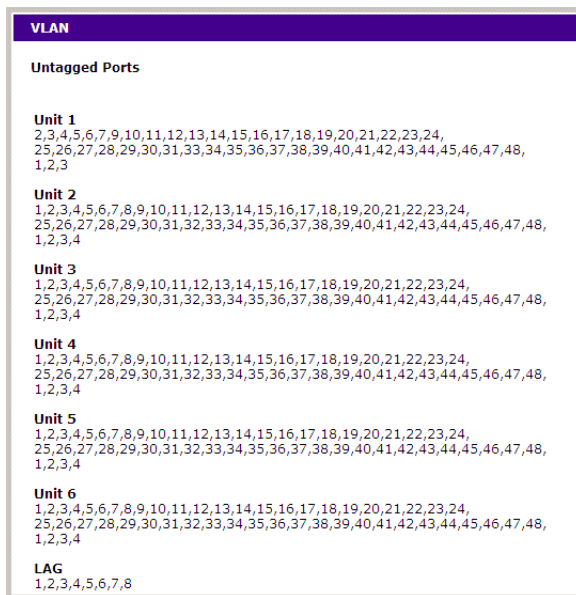 VLAN
Untagged Ports
Unit 1
2,3,4,5,6,7,9,10,11,12,13,14,15,16,17,18,19,20,21,22,23,24,
25,26,27,28,29,30,31,33,34,35,36,37,38,39,40,41,42,43,44,45,46,47,48,
1,2,3
Unit 2
1,2,3,4,5,6,7,8,9,10,11,12,13,14,15,16,17,18,19,20,21,22,23,24,
25,26,27,28,29,30,31,32,33,34,35,36,37,38,39,40,41,42,43,44,45,46,47,48,
1,2,3,4
Unit 3
1,2,3,4,5,6,7,8,9,10,11,12,13,14,15,16,17,18,19,20,21,22,23,24,
25,26,27,28,29,30,31,32,33,34,35,36,37,38,39,40,41,42,43,44,45,46,47,48,
1,2,3,4
Unit 4
1,2,3,4,5,6,7,8,9,10,11,12,13,14,15,16,17,18,19,20,21,22,23,24,
25,26,27,28,29,30,31,32,33,34,35,36,37,38,39,40,41,42,43,44,45,46,47,48,
1,2,3,4
Unit 5
1,2,3,4,5,6,7,8,9,10,11,12,13,14,15,16,17,18,19,20,21,22,23,24,
25,26,27,28,29,30,31,32,33,34,35,36,37,38,39,40,41,42,43,44,45,46,47,48,
1,2,3,4
Unit 6
1,2,3,4,5,6,7,8,9,10,11,12,13,14,15,16,17,18,19,20,21,22,23,24,
25,26,27,28,29,30,31,32,33,34,35,36,37,38,39,40,41,42,43,44,45,46,47,48,
1,2,3,4
LAG
1,2,3,4,5,6,7,8